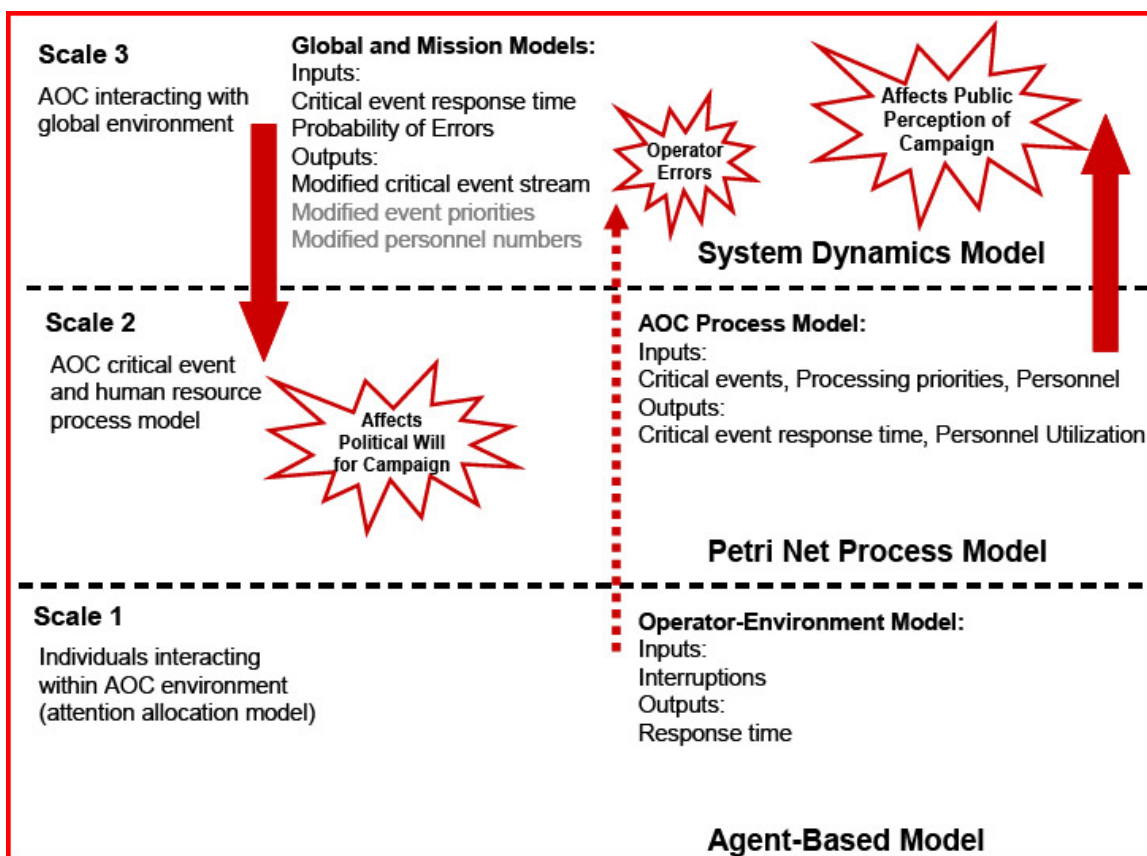 Scale 3
AOC interacting with
global environment
Global and Mission Models:
Inputs:
Critical event response time
Probability of Errors
Outputs:
Modified critical event stream
Modified event priorities
Modified personnel numbers
Operator
Errors
Affects Public
Perception of
Campaign
System Dynamics Model
Scale 2
AOC critical event
and human resource
process model
Affects
Political Will
for Campaign
AOC Process Model:
Inputs:
Critical events, Processing priorities, Personnel
Outputs:
Critical event response time, Personnel Utilization
Petri Net Process Model
Scale 1
Individuals interacting
within AOC environment
(attention allocation model)
Operator-Environment Model:
Inputs:
Interruptions
Outputs:
Response time
Agent-Based Model